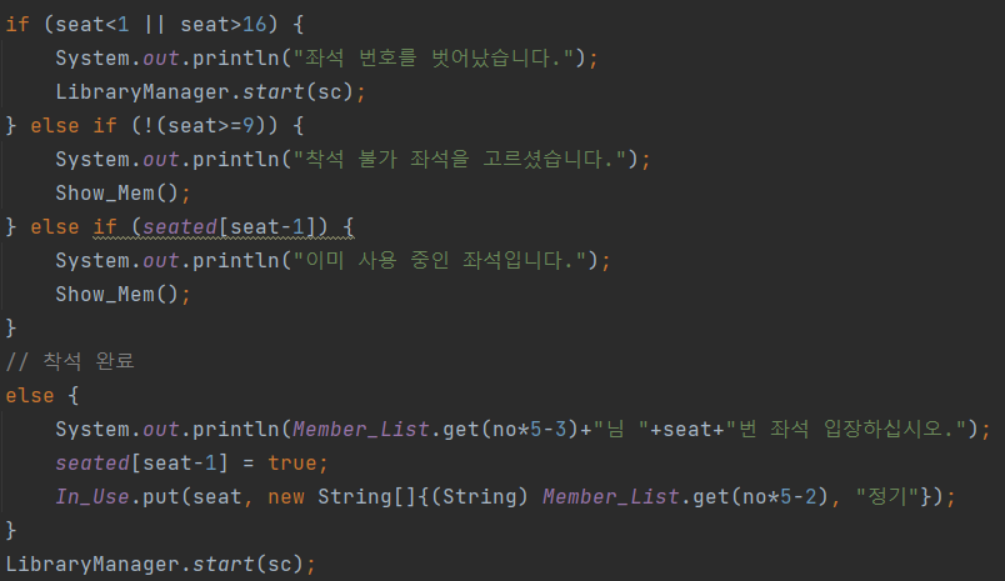 if (seat<1 || seat>16) {
    System.out.println("좌석 번호를 벗어났습니다.");
    LibraryManager.start(sc);
} else if (!(seat>=9)) {
    System.out.println("착석 불가 좌석을 고르셨습니다.");
    Show_Mem();
} else if (seated[seat-1]) {
    System.out.println("이미 사용 중인 좌석입니다.");
    Show_Mem();
}
// 착석 완료
else {
    System.out.println(Member_List.get(no*5-3)+"님 "+seat+"번 좌석 입장하십시오.");
    seated[seat-1] = true;
    In_Use.put(seat, new String[]{(String) Member_List.get(no*5-2), "정기"});
}
LibraryManager.start(sc);